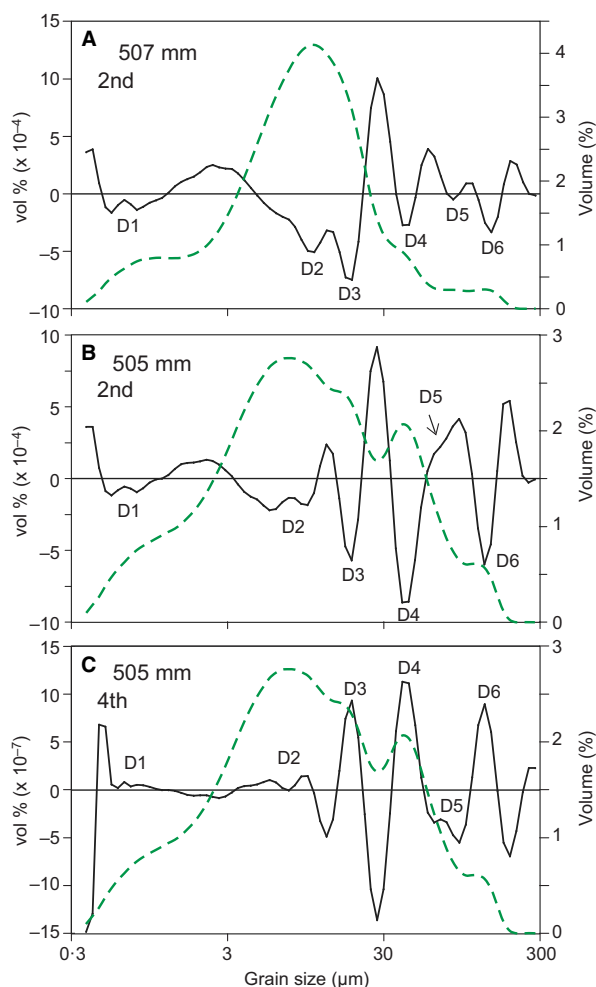 A 507 mm
2nd
15
10
5
0
−5
−10
vol % (x 10⁻⁴)
4
3
2
1
0
Volume (%)
D1
D2
D3
D4
D5
D6
B 505 mm
2nd
10
5
0
−5
−10
vol % (x 10⁻⁴)
3
2
1
0
Volume (%)
D1
D2
D3
D4
D5
D6
C 505 mm
4th
15
10
5
0
−5
−10
−15
vol % (x 10⁻⁷)
3
2
1
0
Volume (%)
D1
D2
D3
D4
D5
D6
0·3 3 30 300
Grain size (μm)